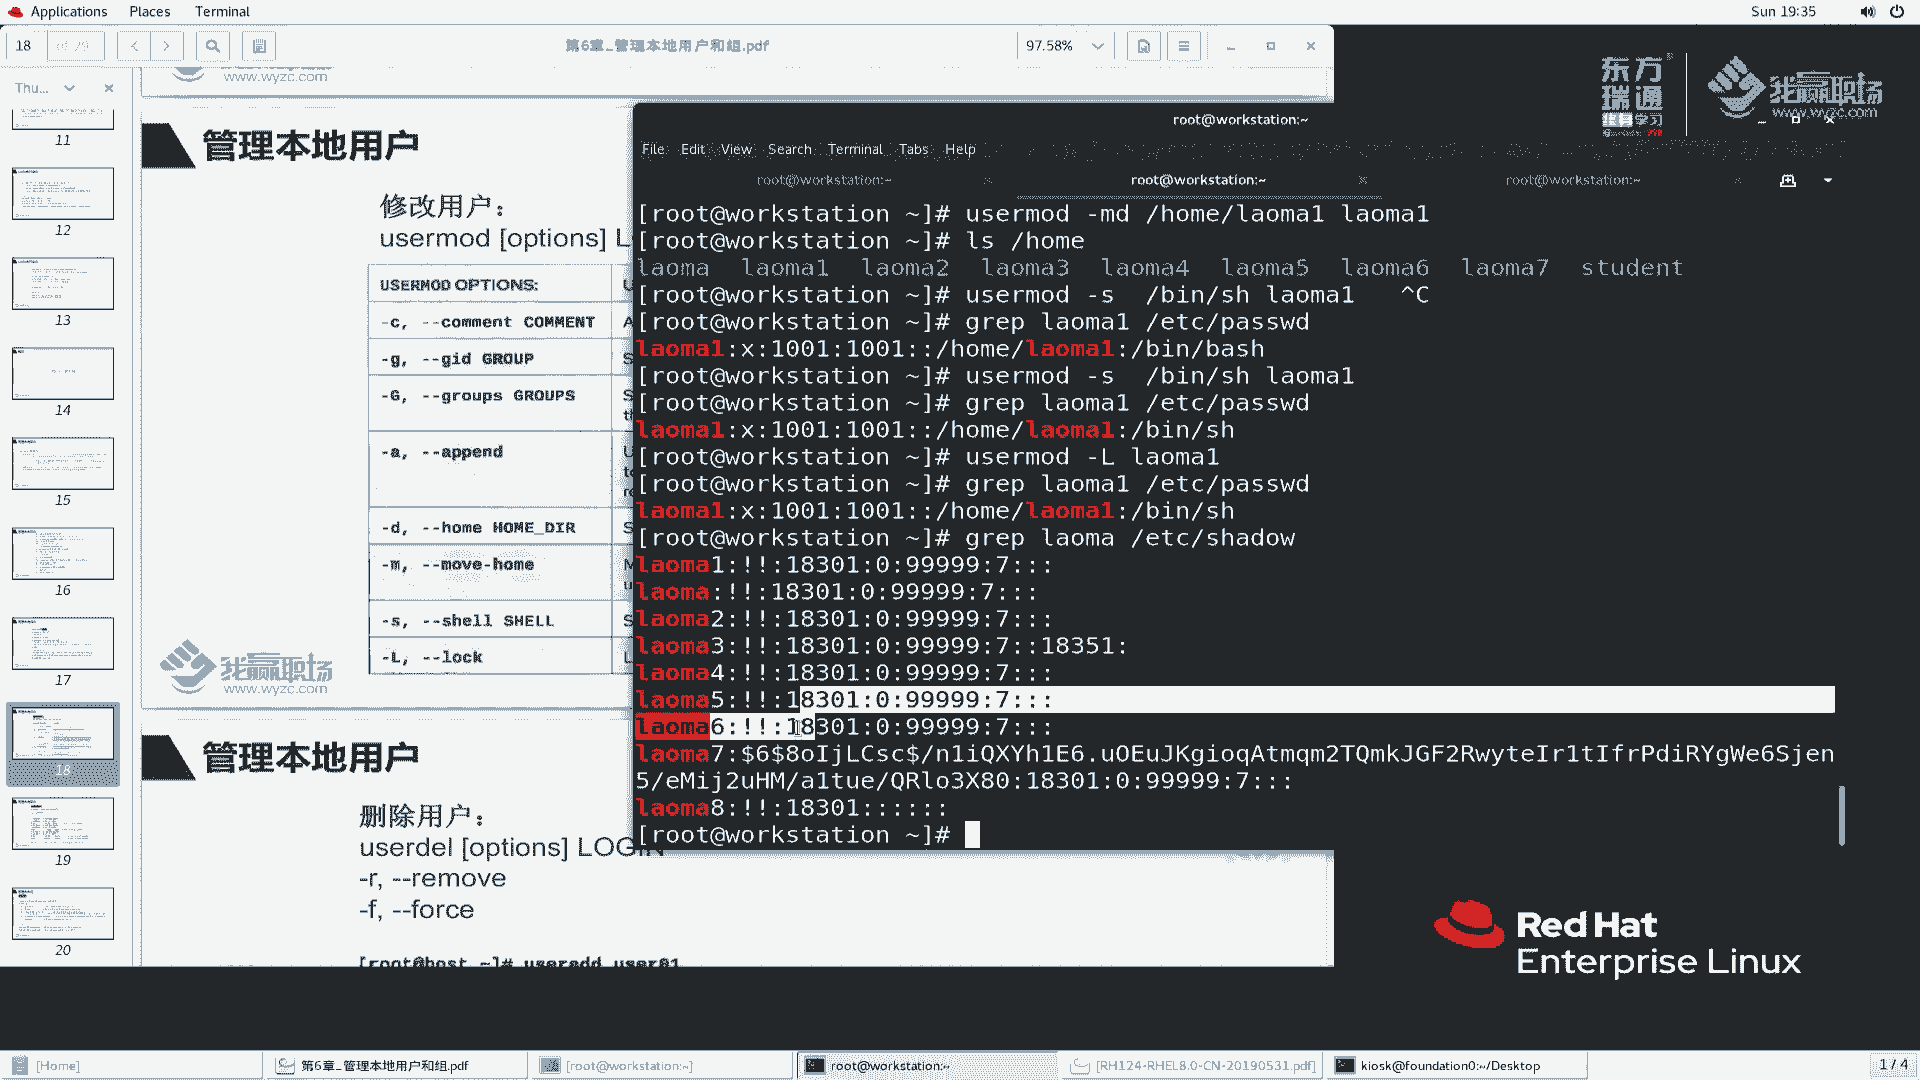 Applications Places Terminal
Sun 19:35
18 of 29
第6章_管理本地用户和组.pdf
97.58%
Thu...
11
12
13
14
15
16
17
18
19
20
www.wyzc.com
管理本地用户
修改用户:
usermod [options] L
USERMOD OPTIONS:
-c, --comment COMMENT
-g, --gid GROUP
-G, --groups GROUPS
-a, --append
-d, --home HOME_DIR
-m, --move-home
-s, --shell SHELL
-L, --lock
我赢职场
www.wyzc.com
管理本地用户
删除用户:
userdel [options] LOGIN
-r, --remove
-f, --force
[root@host ~]# useradd user01
东方
瑞通
我赢职场
www.wyzc.com
root@workstation:~
File Edit View Search Terminal Tabs Help
root@workstation:~ root@workstation:~ root@workstation:~
[root@workstation ~]# usermod -md /home/laoma1 laoma1
[root@workstation ~]# ls /home
laoma laoma1 laoma2 laoma3 laoma4 laoma5 laoma6 laoma7 student
[root@workstation ~]# usermod -s  /bin/sh laoma1   ^C
[root@workstation ~]# grep laoma1 /etc/passwd
laoma1:x:1001:1001::/home/laoma1:/bin/bash
[root@workstation ~]# usermod -s  /bin/sh laoma1
[root@workstation ~]# grep laoma1 /etc/passwd
laoma1:x:1001:1001::/home/laoma1:/bin/sh
[root@workstation ~]# usermod -L laoma1
[root@workstation ~]# grep laoma1 /etc/passwd
laoma1:x:1001:1001::/home/laoma1:/bin/sh
[root@workstation ~]# grep laoma /etc/shadow
laoma1:!!:18301:0:99999:7:::
laoma:!!:18301:0:99999:7:::
laoma2:!!:18301:0:99999:7:::
laoma3:!!:18301:0:99999:7::18351:
laoma4:!!:18301:0:99999:7:::
laoma5:!!:18301:0:99999:7:::
laoma6:!!:18301:0:99999:7:::
laoma7:$6$8oIjLCsc$/n1iQXYh1E6.uOEuJKgioqAtmqm2TQmkJGF2RwyteIr1tIfrPdiRYgWe6Sjen
5/eMij2uHM/a1tue/QRlo3X80:18301:0:99999:7:::
laoma8:!!:18301::::::
[root@workstation ~]#
Red Hat
Enterprise Linux
[Home]
第6章_管理本地用户和组.pdf
[root@workstation:~]
root@workstation:~
[RH124-RHEL8.0-CN-20190531.pdf]
kiosk@foundation0:~/Desktop
1 / 4